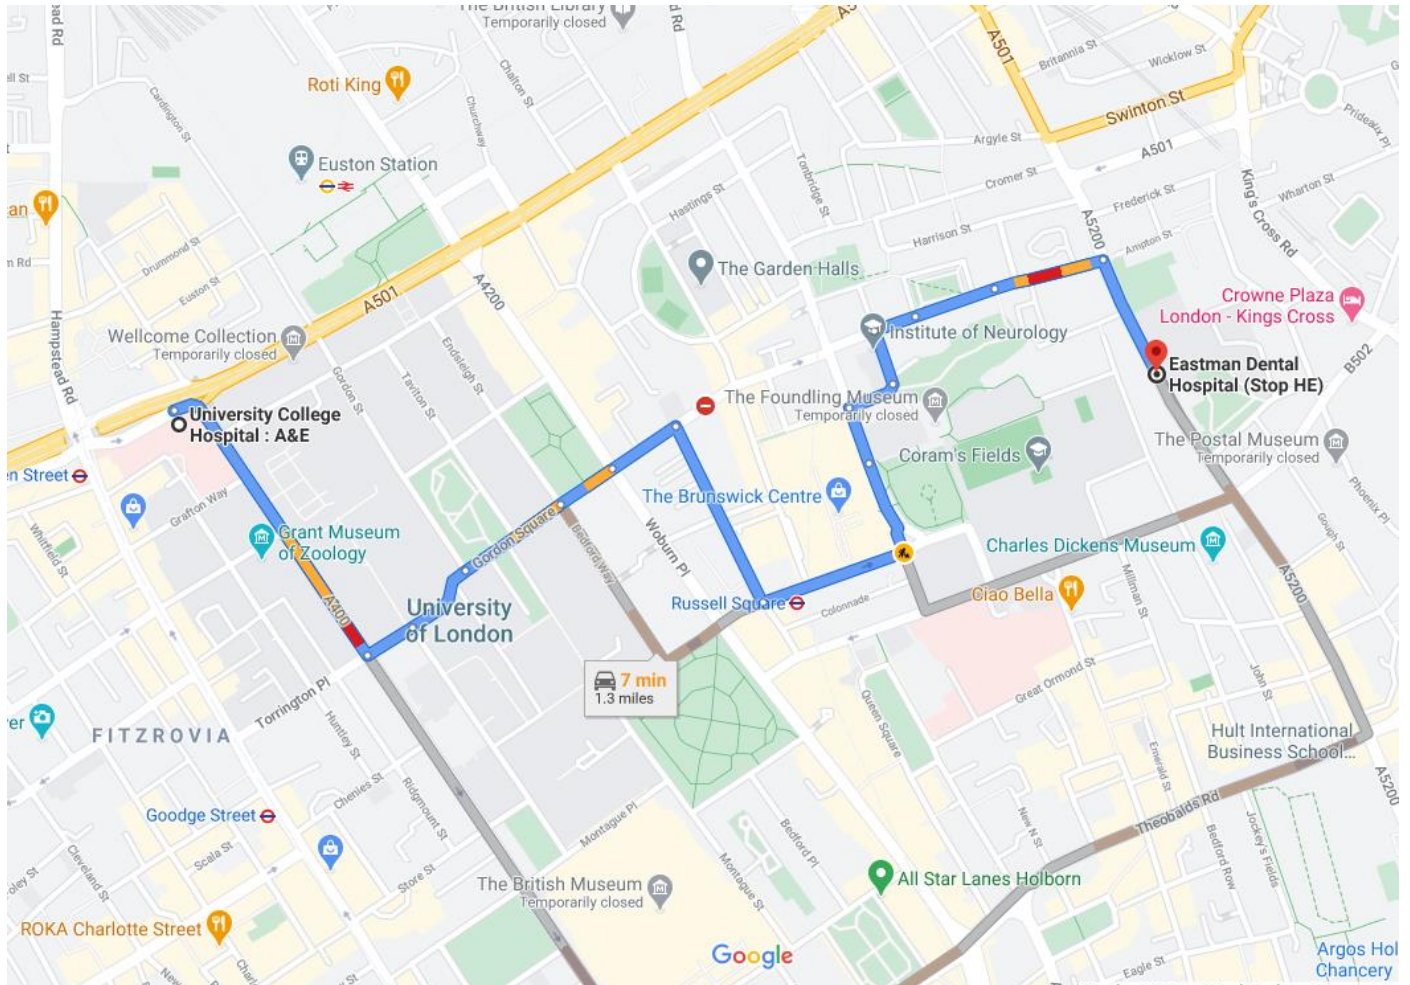 The British Library
Temporarily closed
Roti King
Cardington St
Chalton St
Churchway
Euston Station
A501
Britannia St
Wicklow St
Swinton St
Argyle St
A501
Prideaux Pl
Tonbridge St
Cromer St
Frederick St
King's Cross Rd
Wharton St
Hastings St
Harrison St
A5200
Ampton St
Drummond St
Euston St
A4200
The Garden Halls
Crowne Plaza
London - Kings Cross
Hampstead Rd
Wellcome Collection
Temporarily closed
A501
Endsleigh St
Taviton St
Gordon St
Institute of Neurology
B502
Eastman Dental
Hospital (Stop HE)
The Foundling Museum
Temporarily closed
University College
Hospital : A&E
The Postal Museum
Temporarily closed
Coram's Fields
en Street
Grafton Way
Whitfield St
The Brunswick Centre
Phoenix Pl
Gough St
Grant Museum
of Zoology
Gordon Square
Bedford Way
Woburn Pl
Charles Dickens Museum
A400
University
of London
Russell Square
Colonnade
Ciao Bella
Millman St
A5200
7 min
1.3 miles
Torrington Pl
Great Ormond St
John St
Queen Square
FITZROVIA
Huntley St
Ridgmount St
Chenies St
Hult International
Business School...
Emerald St
A5200
Goodge Street
Montague Pl
Bedford Pl
New N St
Theobalds Rd
Bedford Row
Jockey's Fields
Scala St
Store St
Cleveland St
The British Museum
Temporarily closed
Montague St
All Star Lanes Holborn
ROKA Charlotte Street
Google
Eagle St
Argos Hol
Chancery